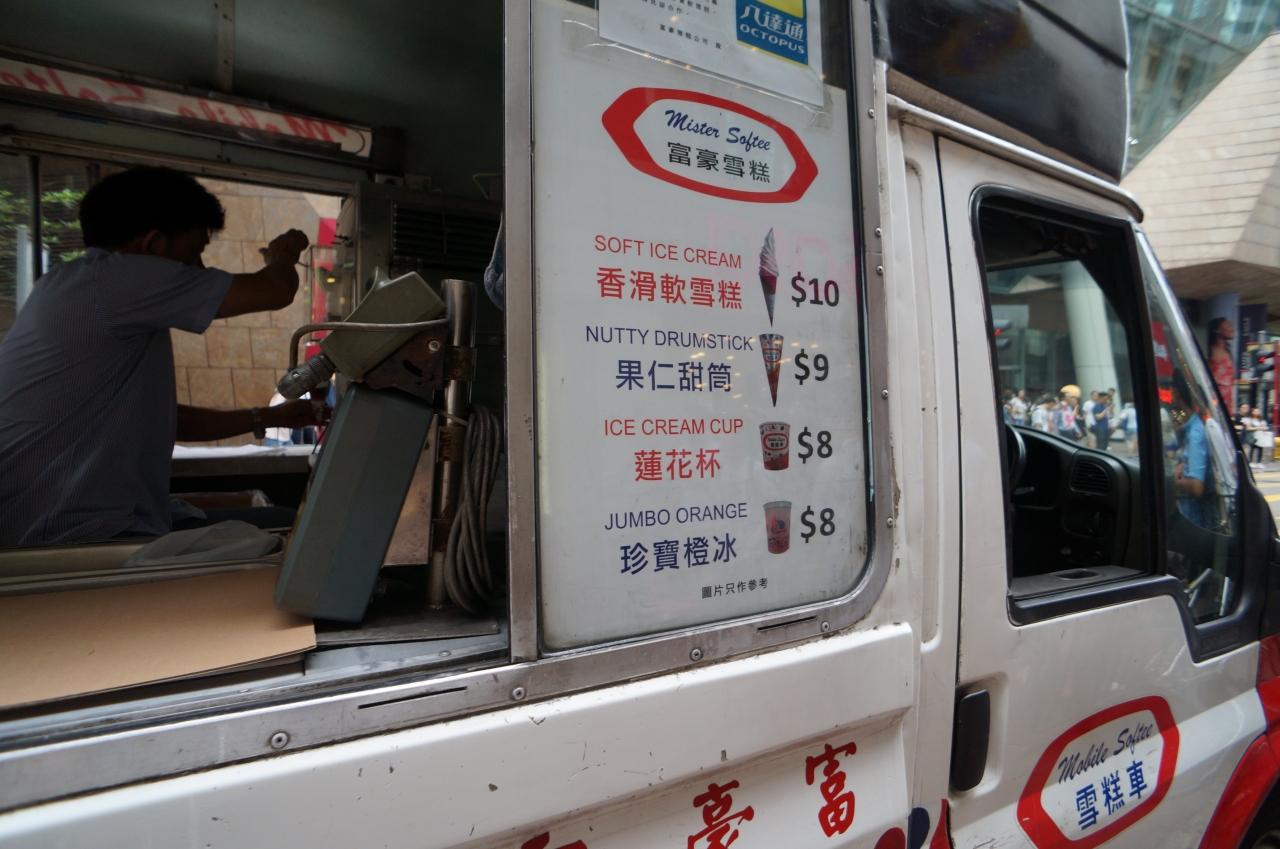 八達通
OCTOPUS
Mister Softee
富豪雪糕
SOFT ICE CREAM
香滑軟雪糕
$10
NUTTY DRUMSTICK
果仁甜筒
$9
ICE CREAM CUP
蓮花杯
$8
JUMBO ORANGE
珍寶橙冰
$8
圖片只作參考
Mobile Softee
雪糕車
豪富